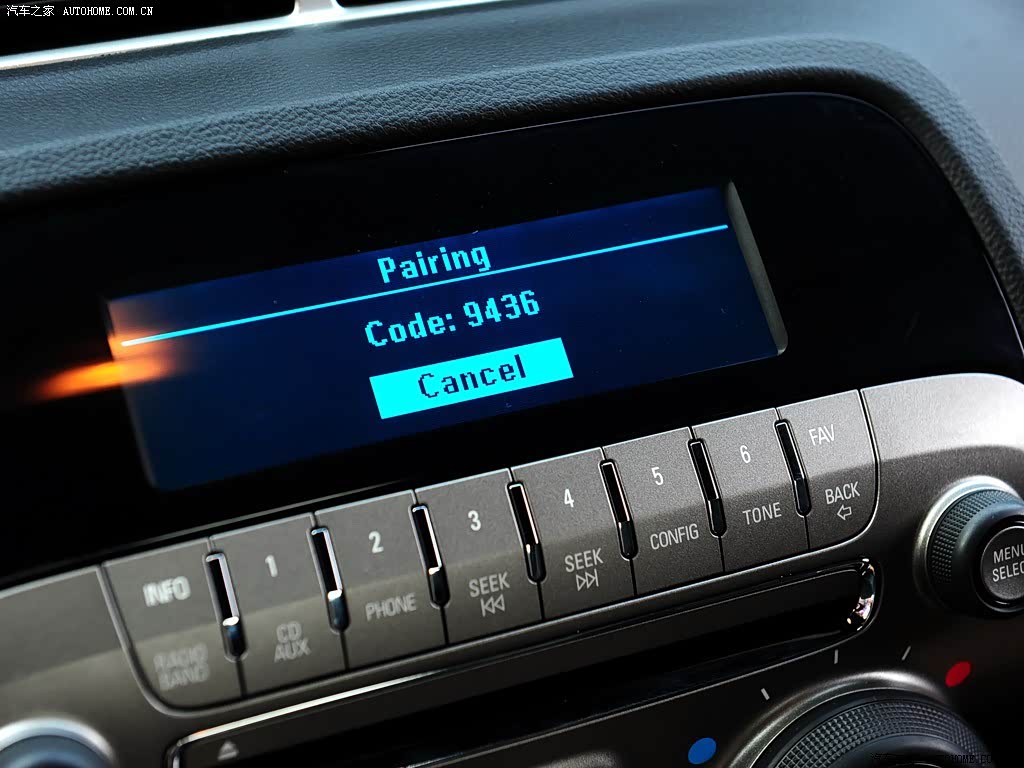 汽车之家 AUTOHOME.COM.CN
Pairing
Code: 9436
Cancel
INFO
1
2
3
4
5
6
FAV
RADIO
BAND
CD
AUX
PHONE
SEEK
SEEK
CONFIG
TONE
BACK
MENU
SELEC